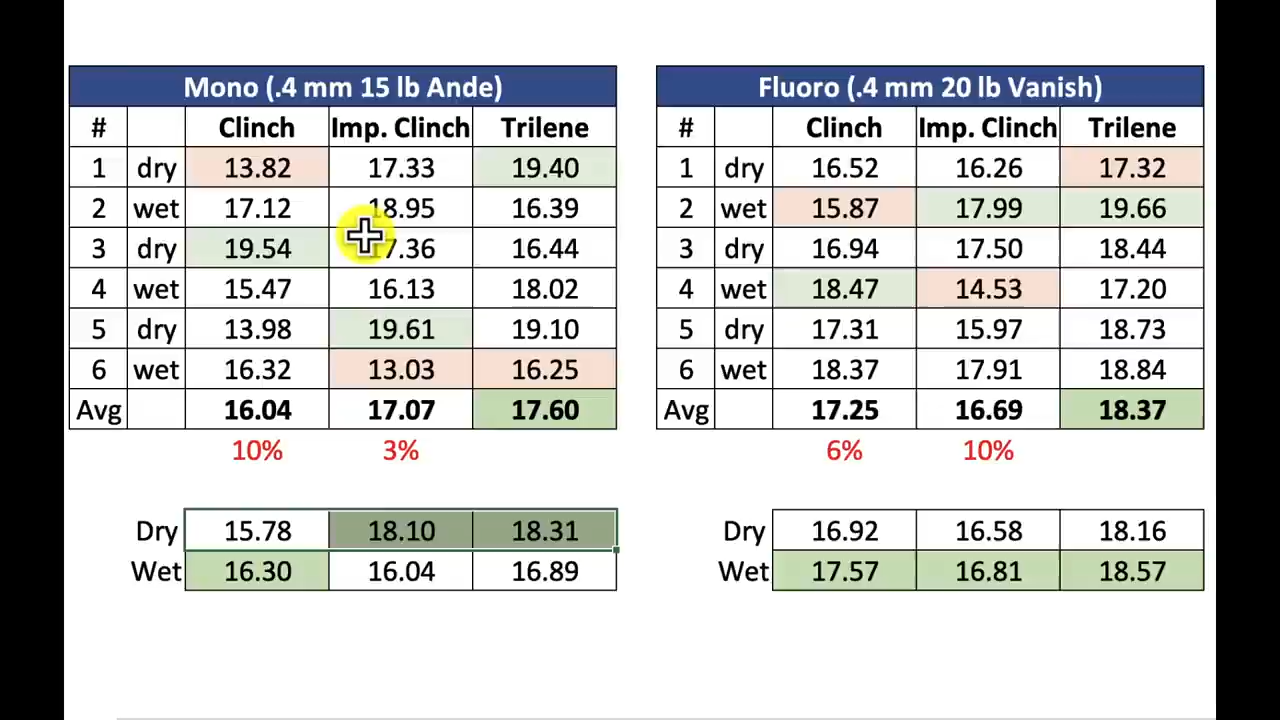 Mono (.4 mm 15 lb Ande)
# Clinch Imp. Clinch Trilene
1 dry 13.82 17.33 19.40
2 wet 17.12 18.95 16.39
3 dry 19.54 17.36 16.44
4 wet 15.47 16.13 18.02
5 dry 13.98 19.61 19.10
6 wet 16.32 13.03 16.25
Avg 16.04 17.07 17.60
10% 3%
Dry 15.78 18.10 18.31
Wet 16.30 16.04 16.89
Fluoro (.4 mm 20 lb Vanish)
# Clinch Imp. Clinch Trilene
1 dry 16.52 16.26 17.32
2 wet 15.87 17.99 19.66
3 dry 16.94 17.50 18.44
4 wet 18.47 14.53 17.20
5 dry 17.31 15.97 18.73
6 wet 18.37 17.91 18.84
Avg 17.25 16.69 18.37
6% 10%
Dry 16.92 16.58 18.16
Wet 17.57 16.81 18.57